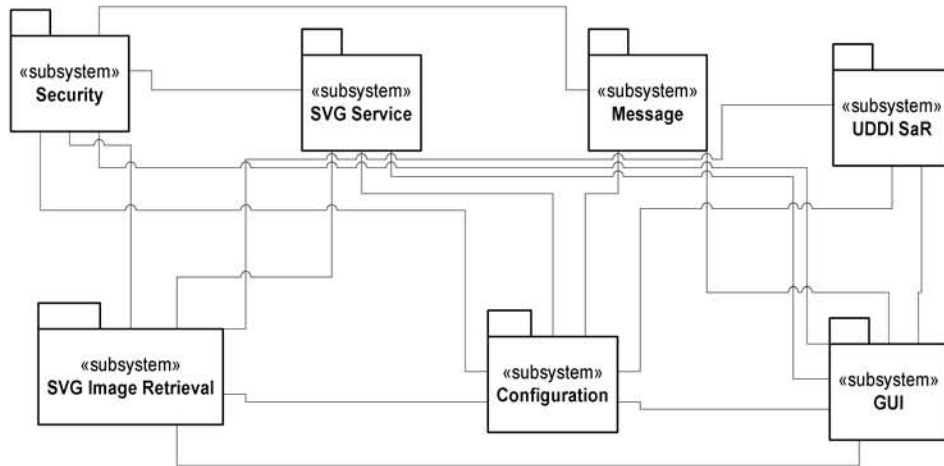 «subsystem»
Security
«subsystem»
SVG Service
«subsystem»
Message
«subsystem»
UDDI SaR
«subsystem»
SVG Image Retrieval
«subsystem»
Configuration
«subsystem»
GUI